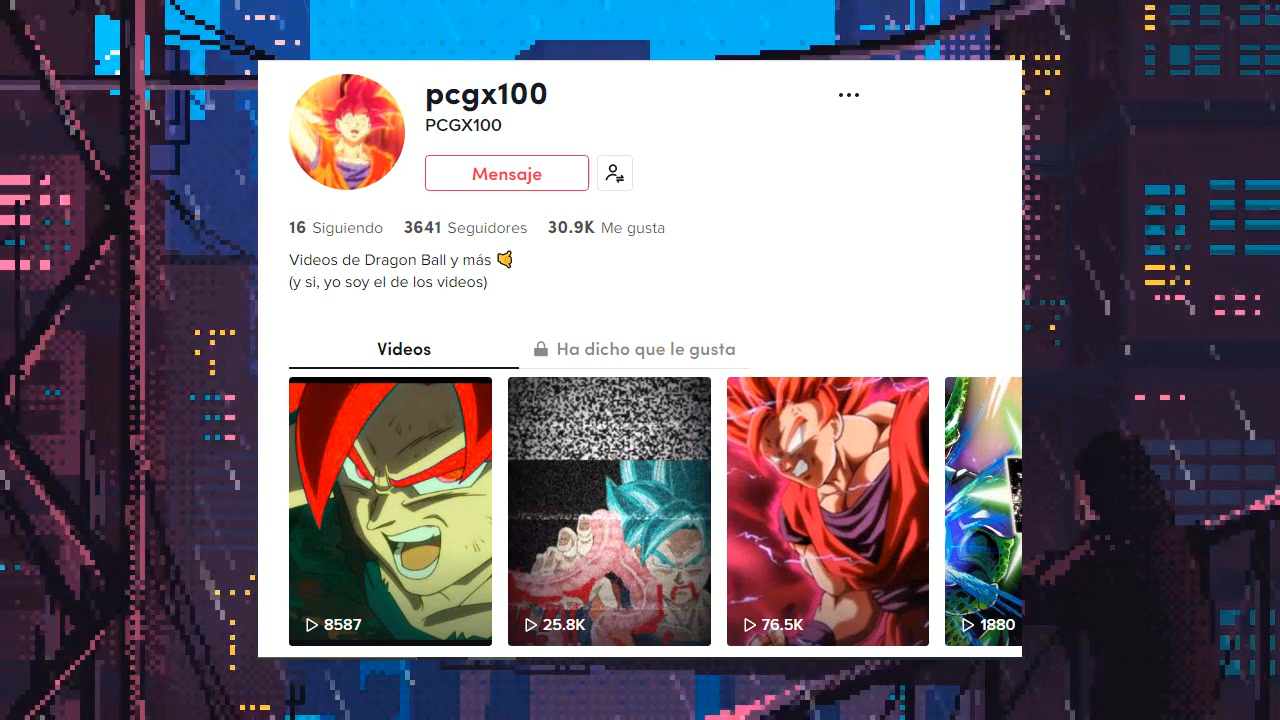 pcgx100
PCGX100
Mensaje
16 Siguiendo 3641 Seguidores 30.9K Me gusta
Videos de Dragon Ball y más 🤙
(y si, yo soy el de los videos)
Videos Ha dicho que le gusta
8587 25.8K 76.5K 1880